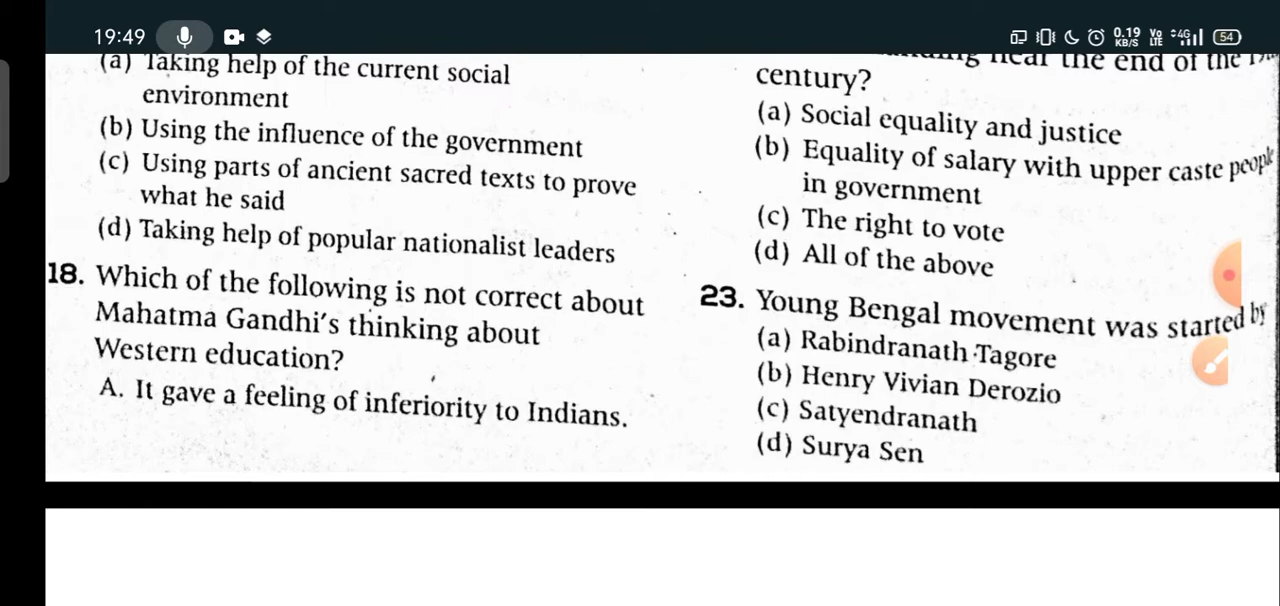 19:49
0.19 KB/S Vo LTE 4G 54
(a) Taking help of the current social
environment
(b) Using the influence of the government
(c) Using parts of ancient sacred texts to prove
what he said
(d) Taking help of popular nationalist leaders
18. Which of the following is not correct about
Mahatma Gandhi's thinking about
Western education?
A. It gave a feeling of inferiority to Indians.
near the end of the
century?
(a) Social equality and justice
(b) Equality of salary with upper caste people
in government
(c) The right to vote
(d) All of the above
23. Young Bengal movement was started by
(a) Rabindranath Tagore
(b) Henry Vivian Derozio
(c) Satyendranath
(d) Surya Sen